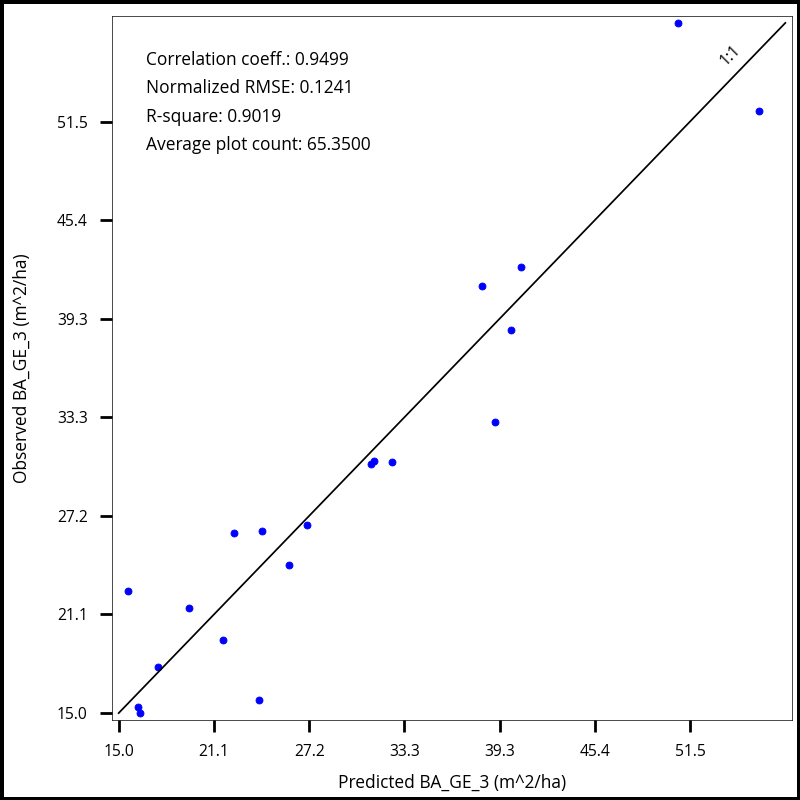 Correlation coeff.: 0.9499
Normalized RMSE: 0.1241
R-square: 0.9019
Average plot count: 65.3500
1:1
Observed BA_GE_3 (m^2/ha)
51.5
45.4
39.3
33.3
27.2
21.1
15.0
15.0 21.1 27.2 33.3 39.3 45.4 51.5
Predicted BA_GE_3 (m^2/ha)